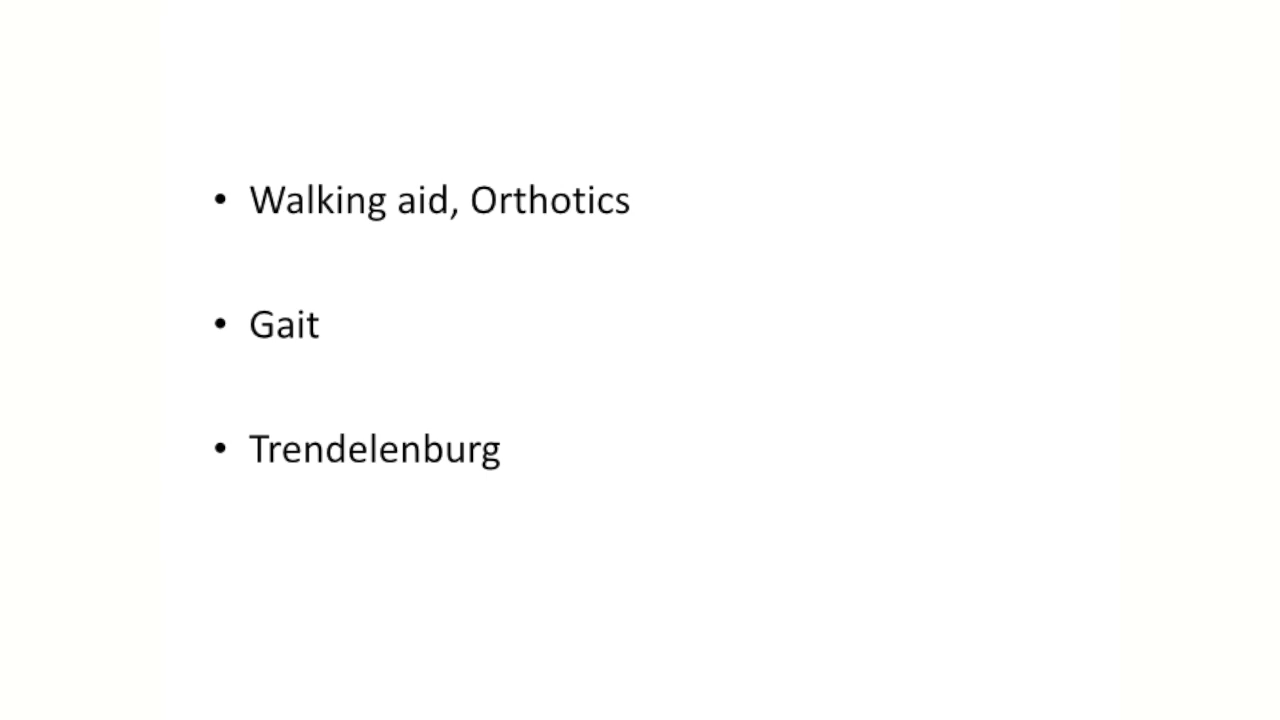 • Walking aid, Orthotics
• Gait
• Trendelenburg